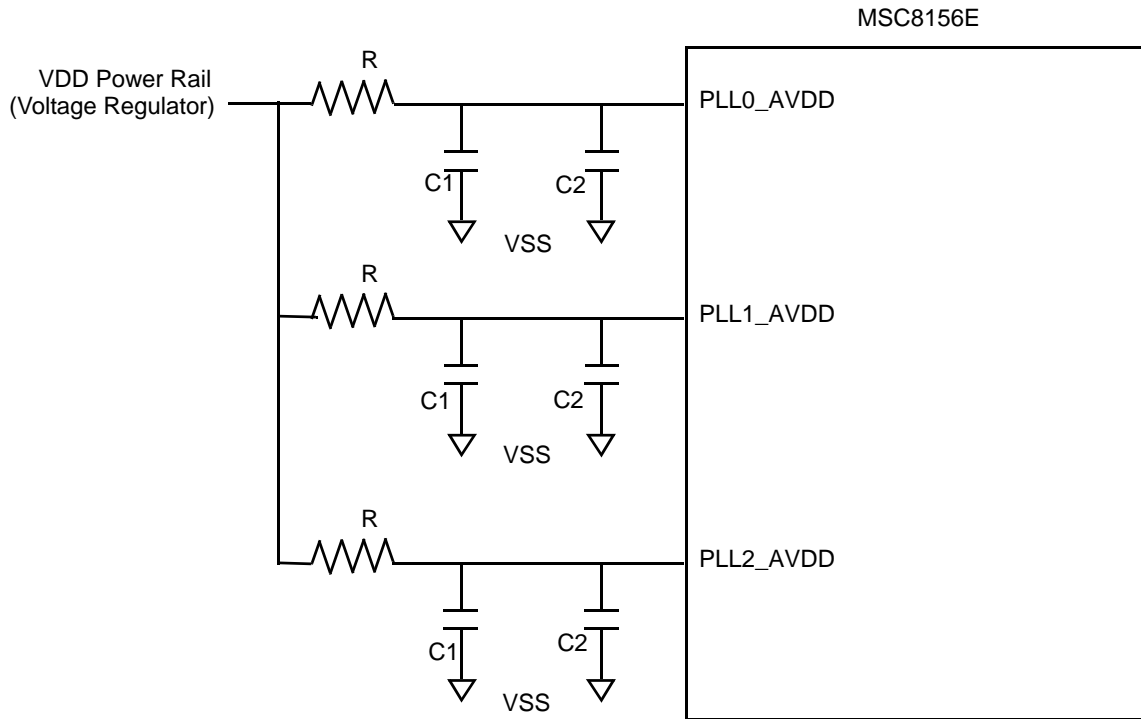 MSC8156E
R
VDD Power Rail
(Voltage Regulator)
PLL0_AVDD
C1
C2
VSS
R
PLL1_AVDD
C1
C2
VSS
R
PLL2_AVDD
C1
C2
VSS